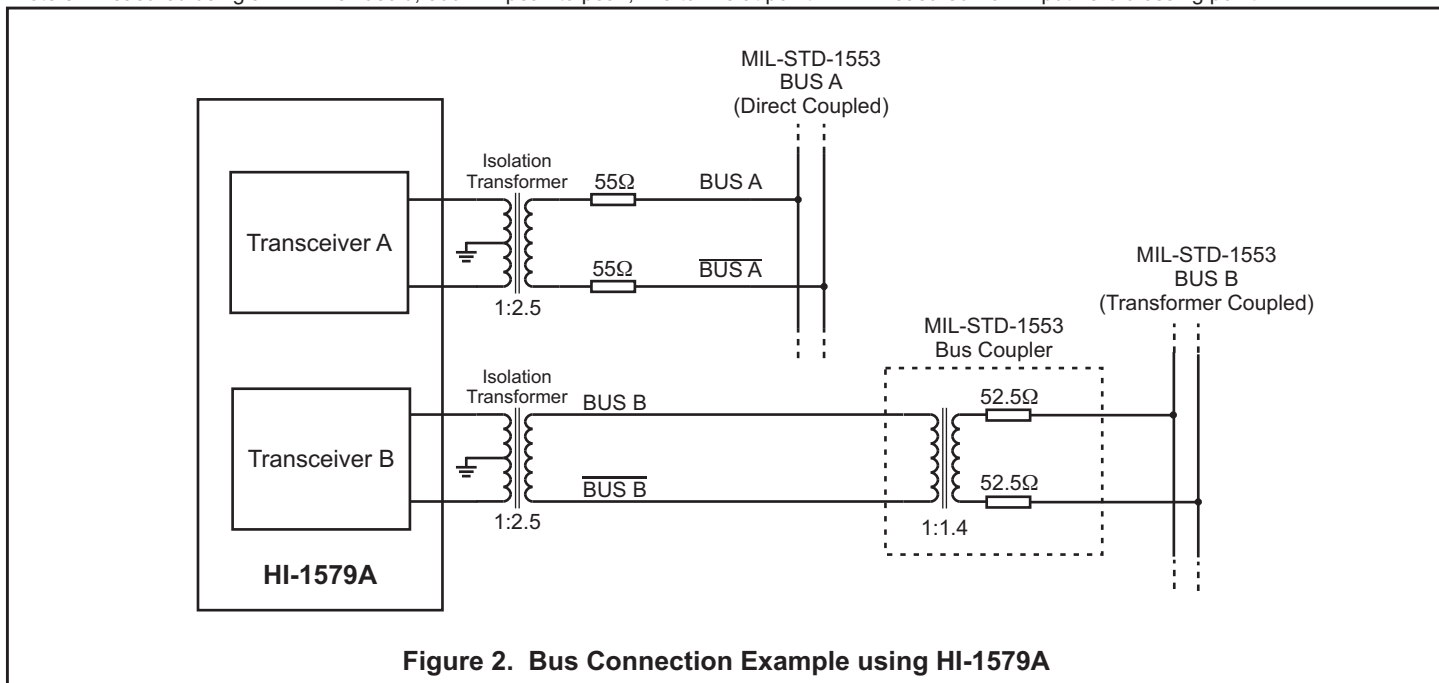 MIL-STD-1553
BUS A
(Direct Coupled)
Isolation
Transformer
55Ω
BUS A
Transceiver A
55Ω
BUS A
1:2.5
MIL-STD-1553
BUS B
(Transformer Coupled)
MIL-STD-1553
Bus Coupler
Isolation
Transformer
BUS B
52.5Ω
Transceiver B
BUS B
52.5Ω
1:2.5
1:1.4
HI-1579A
Figure 2. Bus Connection Example using HI-1579A